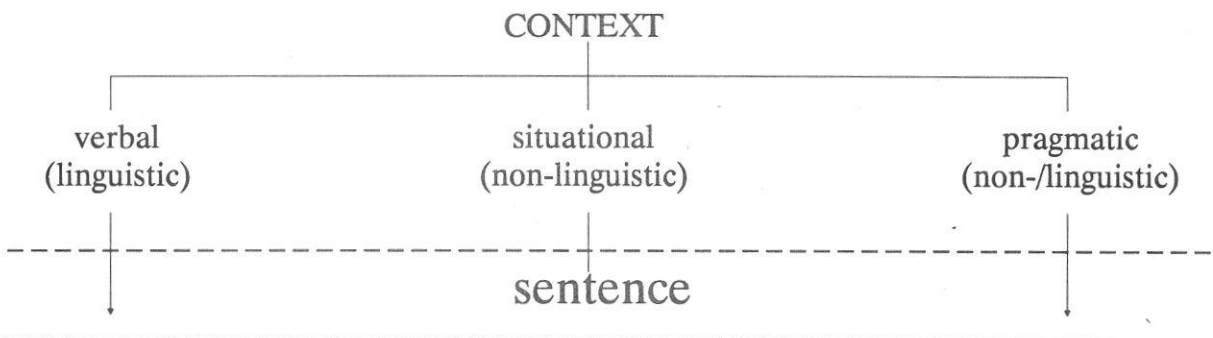 CONTEXT
verbal situational pragmatic
(linguistic) (non-linguistic) (non-/linguistic)
sentence